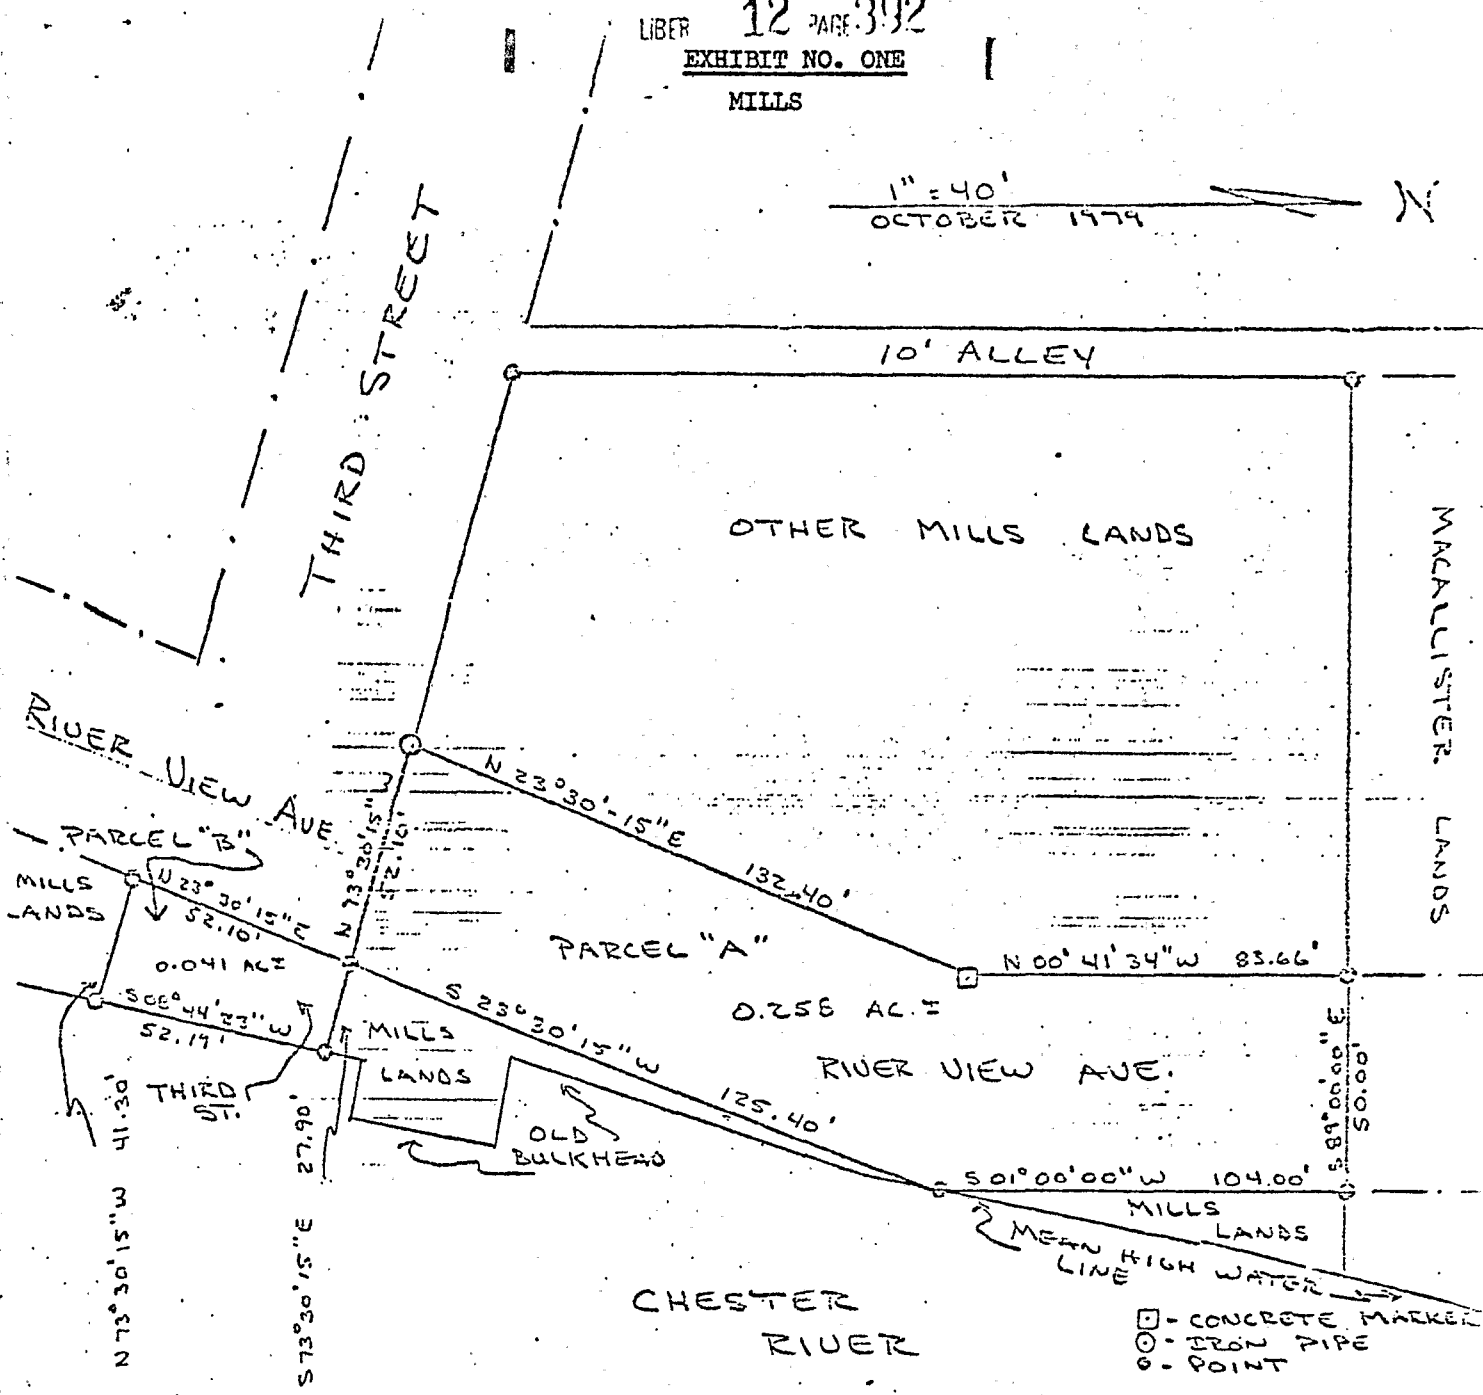 LIBER 12 PAGE 392
EXHIBIT NO. ONE
MILLS
1" = 40'
OCTOBER 1979
N
THIRD STREET
10' ALLEY
OTHER MILLS LANDS
MACALLISTER LANDS
RIVER VIEW AVE.
N 23°30'-15" E
132.40'
N 73°30'15" W
52.10'
PARCEL "B"
MILLS
LANDS
N 23°30'15" E
52.10'
0.041 AC±
S 08°44'23" W
52.19'
PARCEL "A"
0.258 AC.±
N 00°41'34" W 83.66'
S 23°30'15" W
125.40'
RIVER VIEW AVE.
S 89°00'00" E
50.00'
MILLS
LANDS
THIRD
ST.
OLD
BULKHEAD
S 01°00'00" W 104.00'
MILLS
LANDS
MEAN HIGH WATER
LINE
N 73°30'15" W 41.30'
S 73°30'15" E 27.90'
CHESTER
RIVER
- CONCRETE MARKER
- IRON PIPE
- POINT